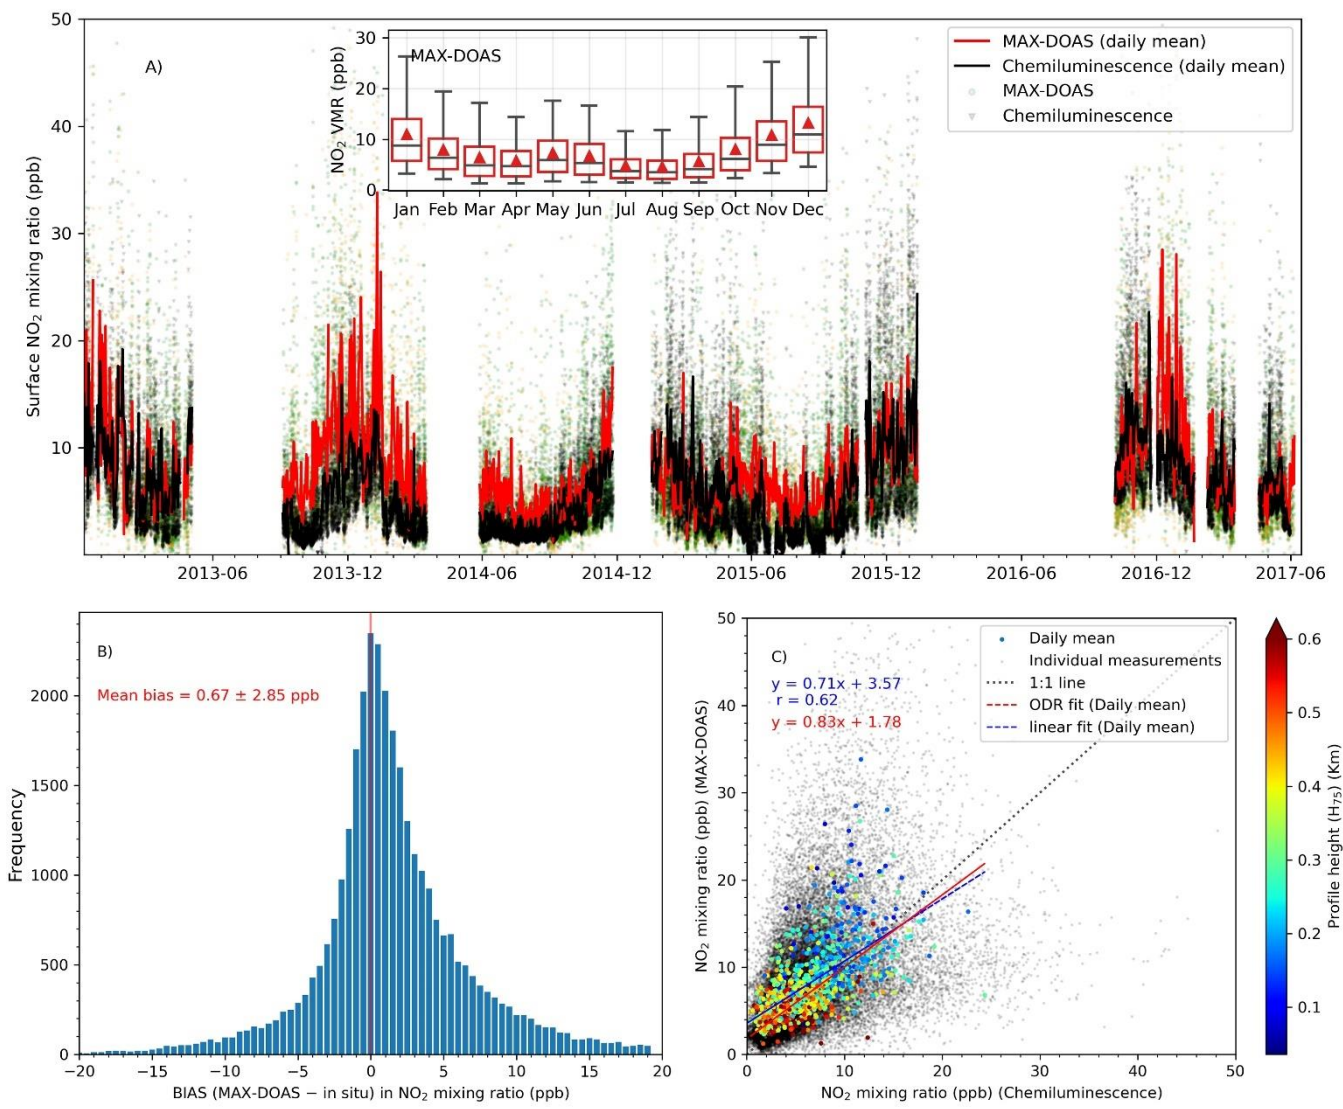 50
40
30
20
10
Surface NO₂ mixing ratio (ppb)
A)
30
20
10
0
NO₂ VMR (ppb)
MAX-DOAS
Jan Feb Mar Apr May Jun Jul Aug Sep Oct Nov Dec
MAX-DOAS (daily mean)
Chemiluminescence (daily mean)
MAX-DOAS
Chemiluminescence
2013-06 2013-12 2014-06 2014-12 2015-06 2015-12 2016-06 2016-12 2017-06
B)
Mean bias = 0.67 ± 2.85 ppb
2000
1500
1000
500
0
Frequency
−20 −15 −10 −5 0 5 10 15 20
BIAS (MAX-DOAS − in situ) in NO₂ mixing ratio (ppb)
C)
y = 0.71x + 3.57
r = 0.62
y = 0.83x + 1.78
Daily mean
Individual measurements
1:1 line
ODR fit (Daily mean)
linear fit (Daily mean)
50
40
30
20
10
0
NO₂ mixing ratio (ppb) (MAX-DOAS)
0 10 20 30 40 50
NO₂ mixing ratio (ppb) (Chemiluminescence)
0.6
0.5
0.4
0.3
0.2
0.1
Profile height (H₇₅) (Km)